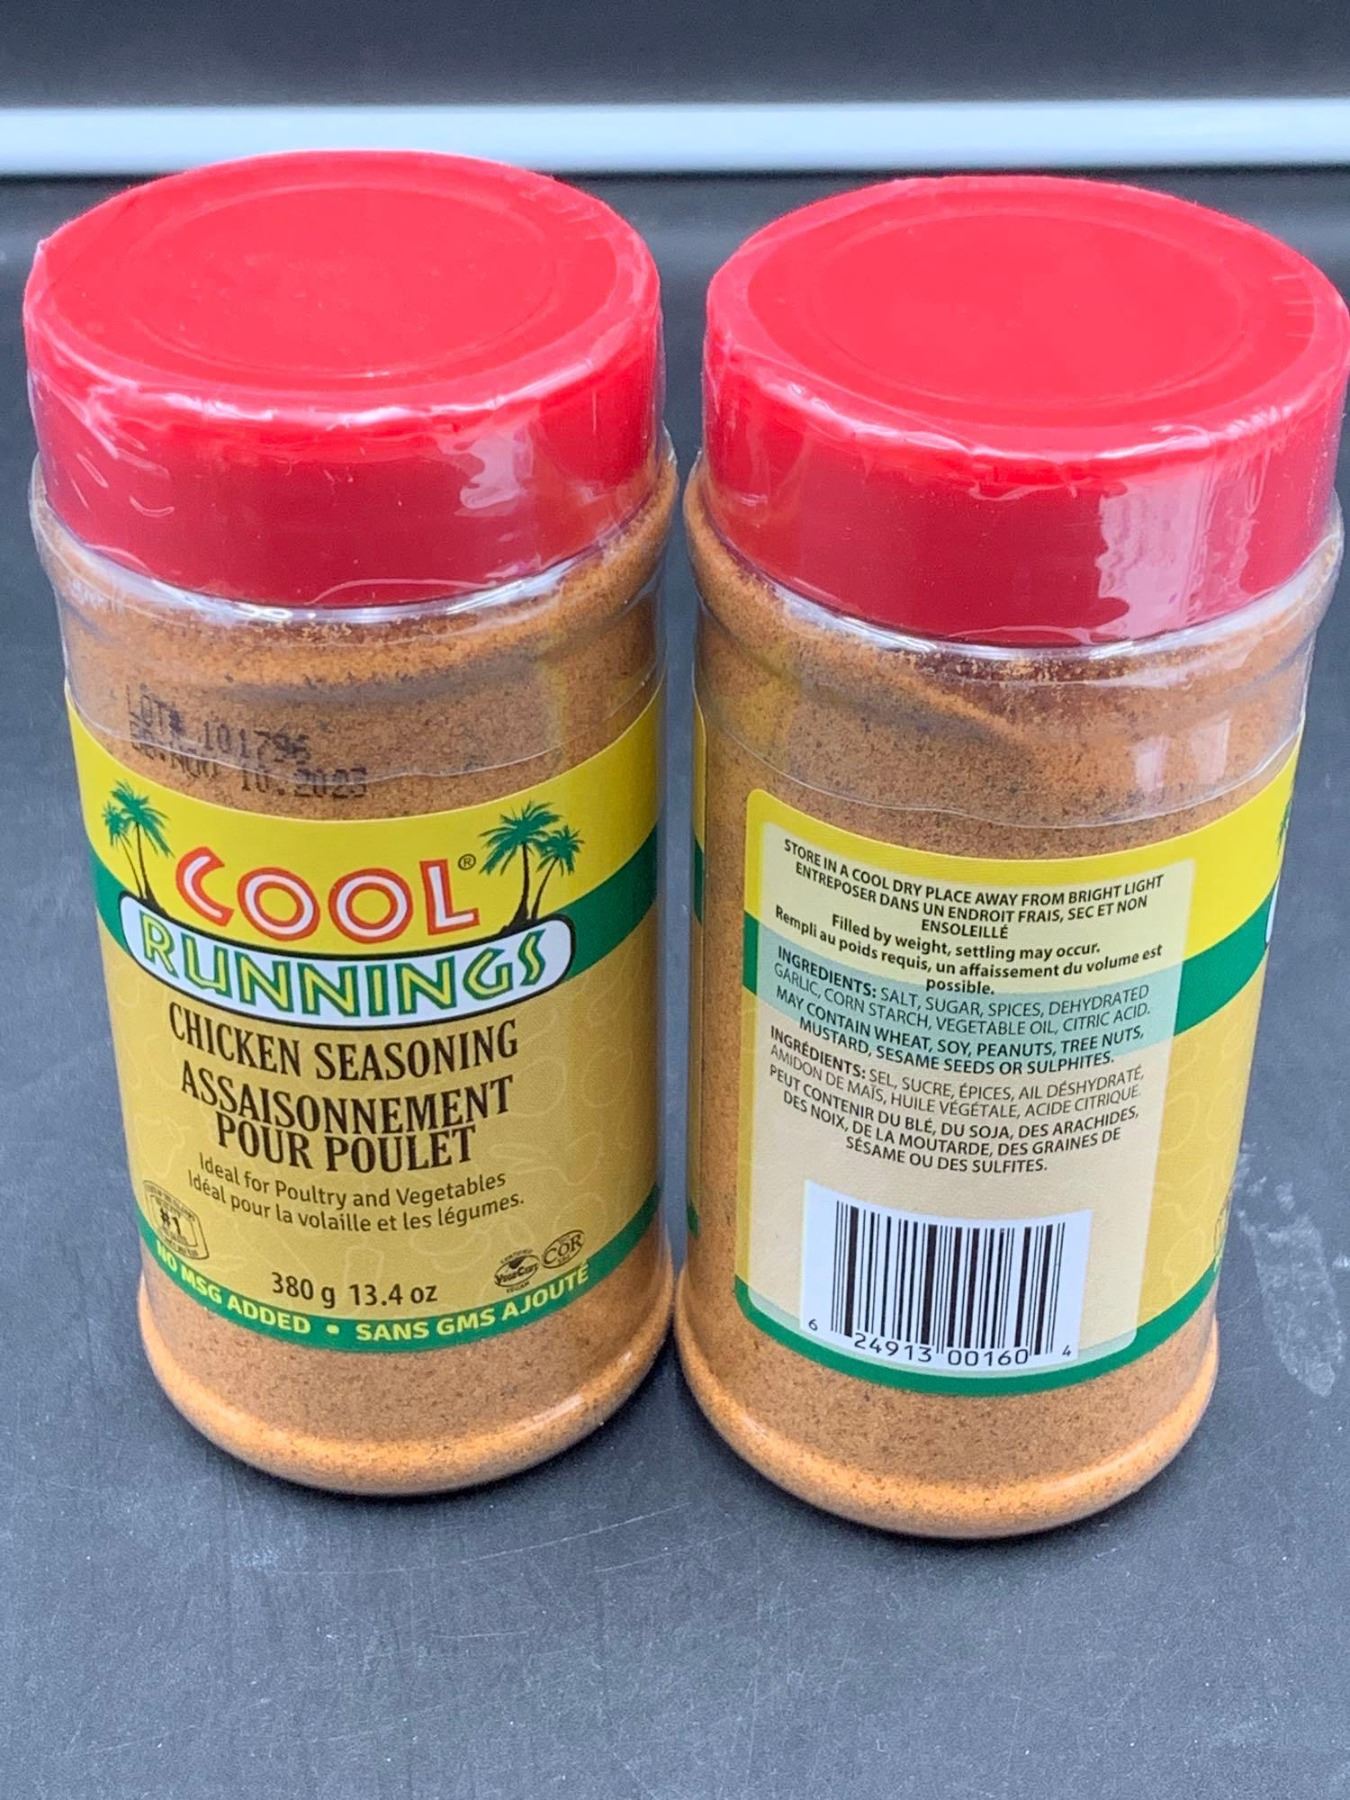 LOT# 101796
10.2025
COOL®
RUNNINGS
CHICKEN SEASONING
ASSAISONNEMENT
POUR POULET
Ideal for Poultry and Vegetables
Idéal pour la volaille et les légumes.
#1
COR
VEGAN
380 g 13.4 oz
NO MSG ADDED • SANS GMS AJOUTÉ
STORE IN A COOL DRY PLACE AWAY FROM BRIGHT LIGHT
ENTREPOSER DANS UN ENDROIT FRAIS, SEC ET NON
ENSOLEILLÉ
Filled by weight, settling may occur.
Rempli au poids requis, un affaissement du volume est
possible.
INGREDIENTS: SALT, SUGAR, SPICES, DEHYDRATED
GARLIC, CORN STARCH, VEGETABLE OIL, CITRIC ACID.
MAY CONTAIN WHEAT, SOY, PEANUTS, TREE NUTS,
MUSTARD, SESAME SEEDS OR SULPHITES.
INGRÉDIENTS: SEL, SUCRE, ÉPICES, AIL DÉSHYDRATÉ,
AMIDON DE MAÏS, HUILE VÉGÉTALE, ACIDE CITRIQUE.
PEUT CONTENIR DU BLÉ, DU SOJA, DES ARACHIDES,
DES NOIX, DE LA MOUTARDE, DES GRAINES DE
SÉSAME OU DES SULFITES.
6 24913 00160 4